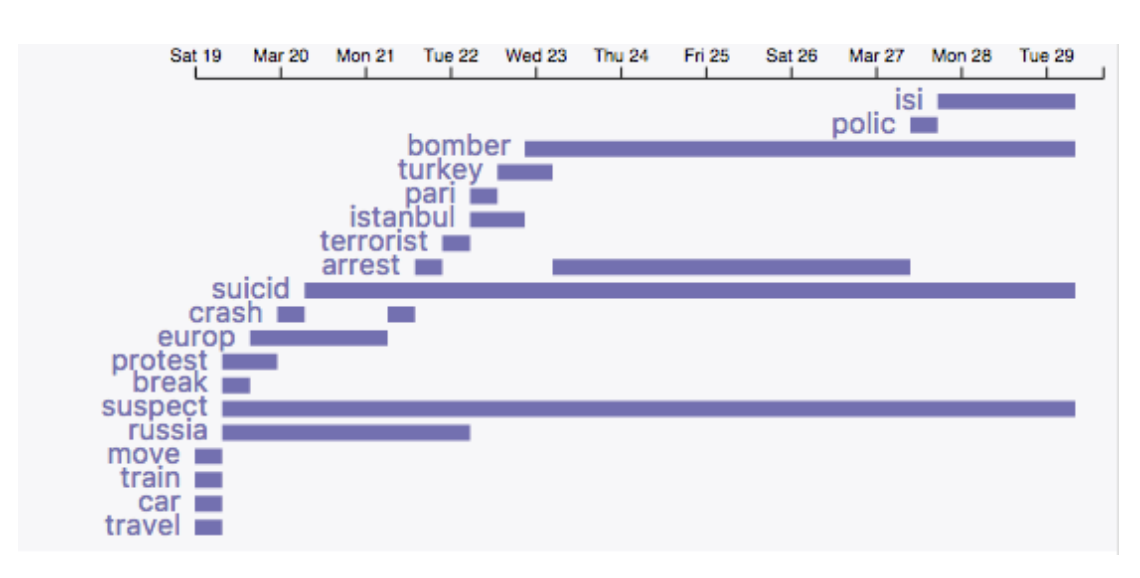 Sat 19 Mar 20 Mon 21 Tue 22 Wed 23 Thu 24 Fri 25 Sat 26 Mar 27 Mon 28 Tue 29
isi
polic
bomber
turkey
pari
istanbul
terrorist
arrest
suicid
crash
europ
protest
break
suspect
russia
move
train
car
travel